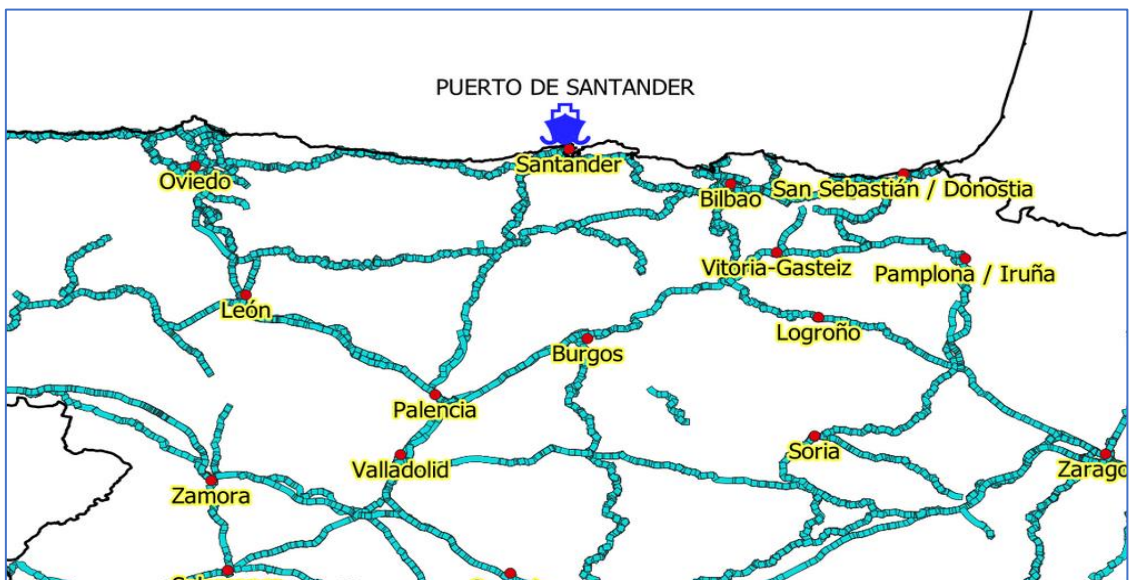 PUERTO DE SANTANDER
Santander
Oviedo
Bilbao
San Sebastián / Donostia
Vitoria-Gasteiz
Pamplona / Iruña
León
Logroño
Burgos
Palencia
Soria
Valladolid
Zarago
Zamora